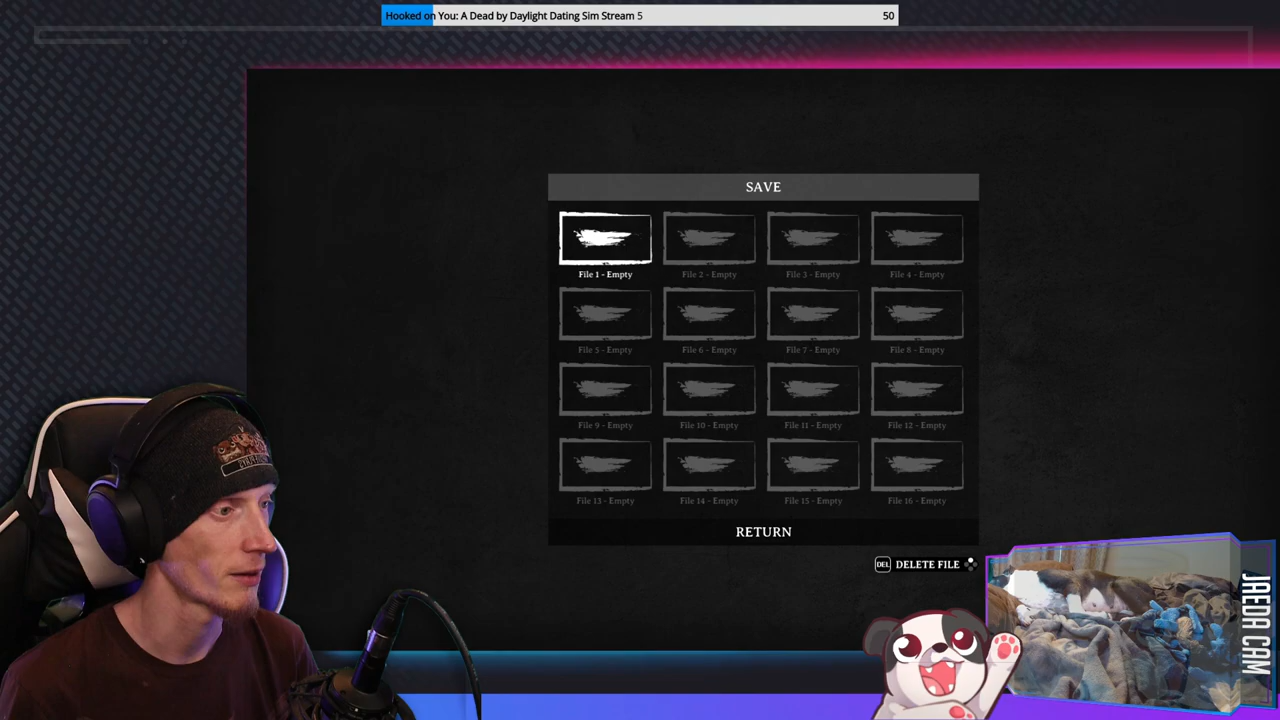 Hooked on You: A Dead by Daylight Dating Sim Stream 5 50
SAVE
File 1 - Empty File 2 - Empty File 3 - Empty File 4 - Empty
File 5 - Empty File 6 - Empty File 7 - Empty File 8 - Empty
File 9 - Empty File 10 - Empty File 11 - Empty File 12 - Empty
File 13 - Empty File 14 - Empty File 15 - Empty File 16 - Empty
RETURN
DEL DELETE FILE
JAEDA CAM